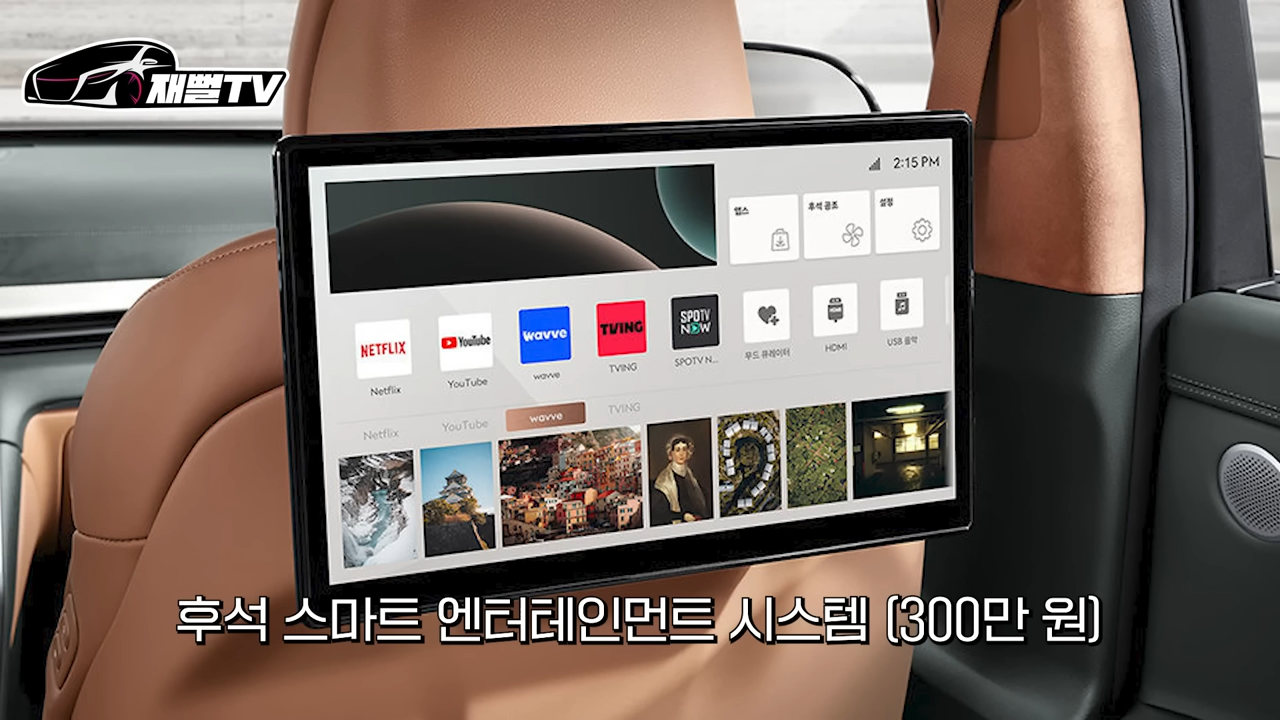 재뻘TV
2:15 PM
앱스
후석 공조
설정
NETFLIX
YouTube
wavve
TVING
SPOTV NOW
HDMI
Netflix
YouTube
wavve
TVING
SPOTV N...
무드 큐레이터
HDMI
USB 음악
Netflix
YouTube
wavve
TVING
후석 스마트 엔터테인먼트 시스템 (300만 원)